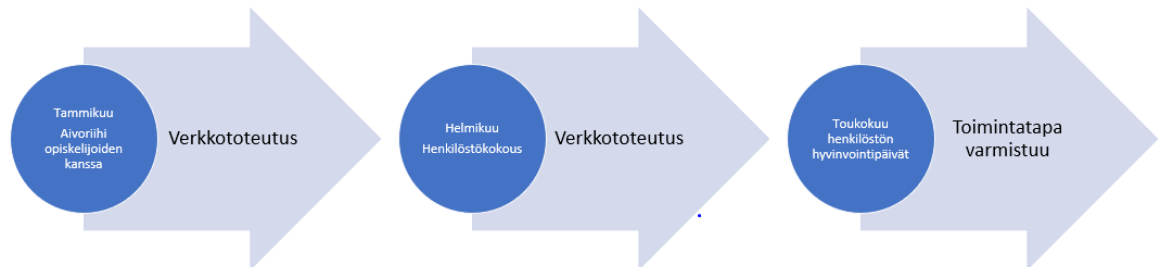 Tammikuu
Aivoriihi
opiskelijoiden
kanssa
Verkkototeutus
Helmikuu
Henkilöstökokous
Verkkototeutus
Toukokuu
henkilöstön
hyvinvointipäivät
Toimintatapa
varmistuu